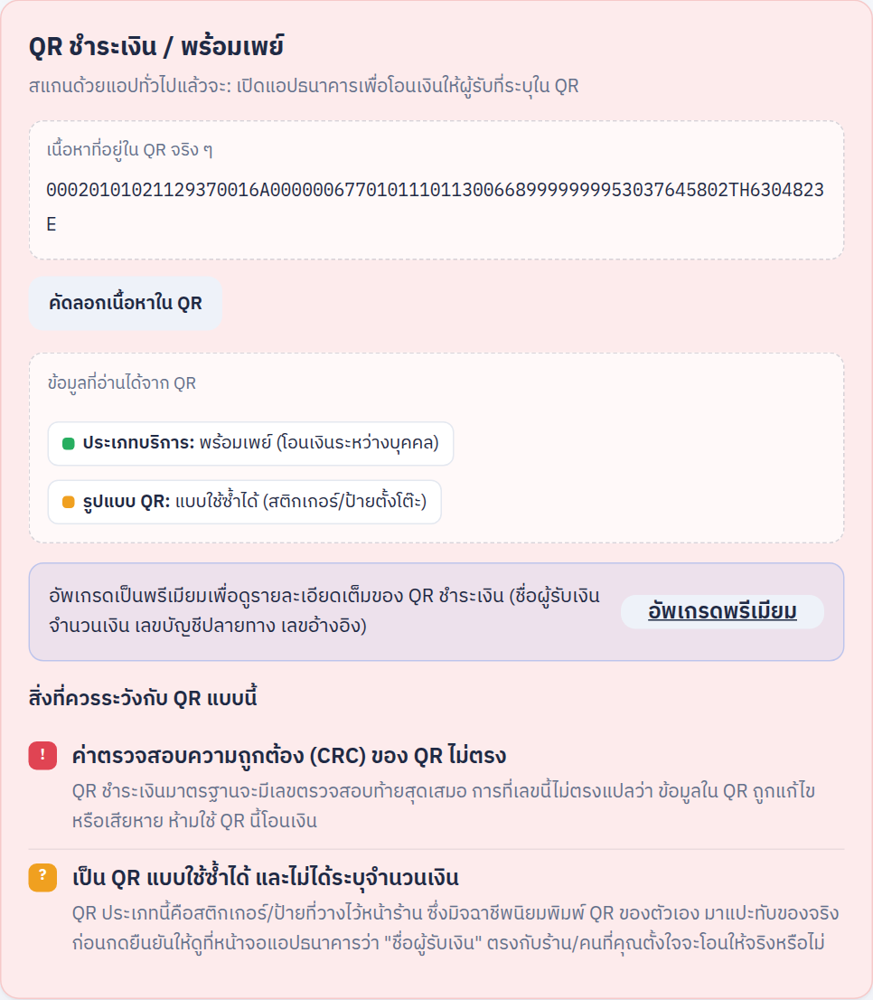 QR ชำระเงิน / พร้อมเพย์
สแกนด้วยแอปทั่วไปแล้วจะ: เปิดแอปธนาคารเพื่อโอนเงินให้ผู้รับที่ระบุใน QR
เนื้อหาที่อยู่ใน QR จริง ๆ
00020101021129370016A00000067701011101130066899999999953037645802TH6304823
E
คัดลอกเนื้อหาใน QR
ข้อมูลที่อ่านได้จาก QR
ประเภทบริการ: พร้อมเพย์ (โอนเงินระหว่างบุคคล)
รูปแบบ QR: แบบใช้ซ้ำได้ (สติกเกอร์/ป้ายตั้งโต๊ะ)
อัพเกรดเป็นพรีเมียมเพื่อดูรายละเอียดเต็มของ QR ชำระเงิน (ชื่อผู้รับเงิน
จำนวนเงิน เลขบัญชีปลายทาง เลขอ้างอิง)
อัพเกรดพรีเมียม
สิ่งที่ควรระวังกับ QR แบบนี้
! ค่าตรวจสอบความถูกต้อง (CRC) ของ QR ไม่ตรง
QR ชำระเงินมาตรฐานจะมีเลขตรวจสอบท้ายสุดเสมอ การที่เลขนี้ไม่ตรงแปลว่า ข้อมูลใน QR ถูกแก้ไข
หรือเสียหาย ห้ามใช้ QR นี้โอนเงิน
? เป็น QR แบบใช้ซ้ำได้ และไม่ได้ระบุจำนวนเงิน
QR ประเภทนี้คือสติกเกอร์/ป้ายที่วางไว้หน้าร้าน ซึ่งมิจฉาชีพนิยมพิมพ์ QR ของตัวเอง มาแปะทับของจริง
ก่อนกดยืนยันให้ดูที่หน้าจอแอปธนาคารว่า "ชื่อผู้รับเงิน" ตรงกับร้าน/คนที่คุณตั้งใจจะโอนให้จริงหรือไม่